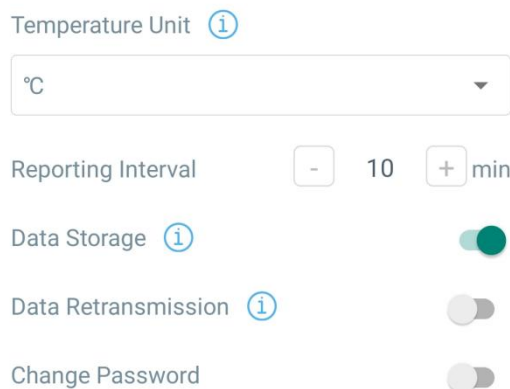 Temperature Unit i
℃
Reporting Interval - 10 + min
Data Storage i
Data Retransmission i
Change Password